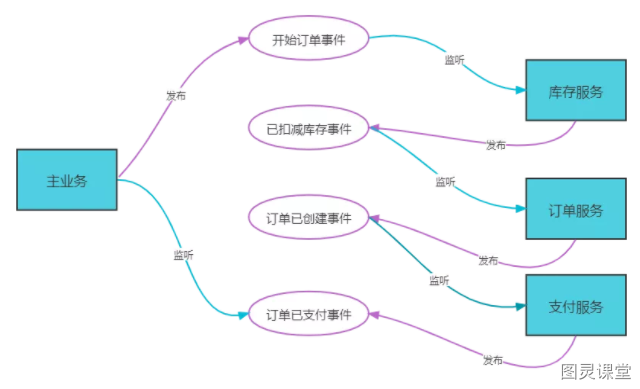 开始订单事件
监听
库存服务
发布
已扣减库存事件
发布
主业务
监听
订单服务
订单已创建事件
监听
发布
监听
支付服务
订单已支付事件
发布
图灵课堂